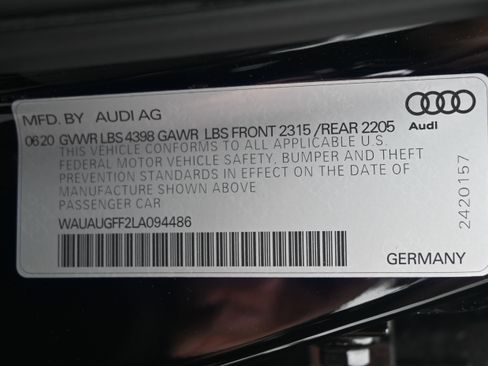 MFD. BY AUDI AG
0620 GVWR LBS 4398 GAWR LBS FRONT 2315 /REAR 2205
Audi
THIS VEHICLE CONFORMS TO ALL APPLICABLE U.S.
FEDERAL MOTOR VEHICLE SAFETY, BUMPER AND THEFT
PREVENTION STANDARDS IN EFFECT ON THE DATE OF
MANUFACTURE SHOWN ABOVE
PASSENGER CAR
WAUAUGFF2LA094486
GERMANY
2420157